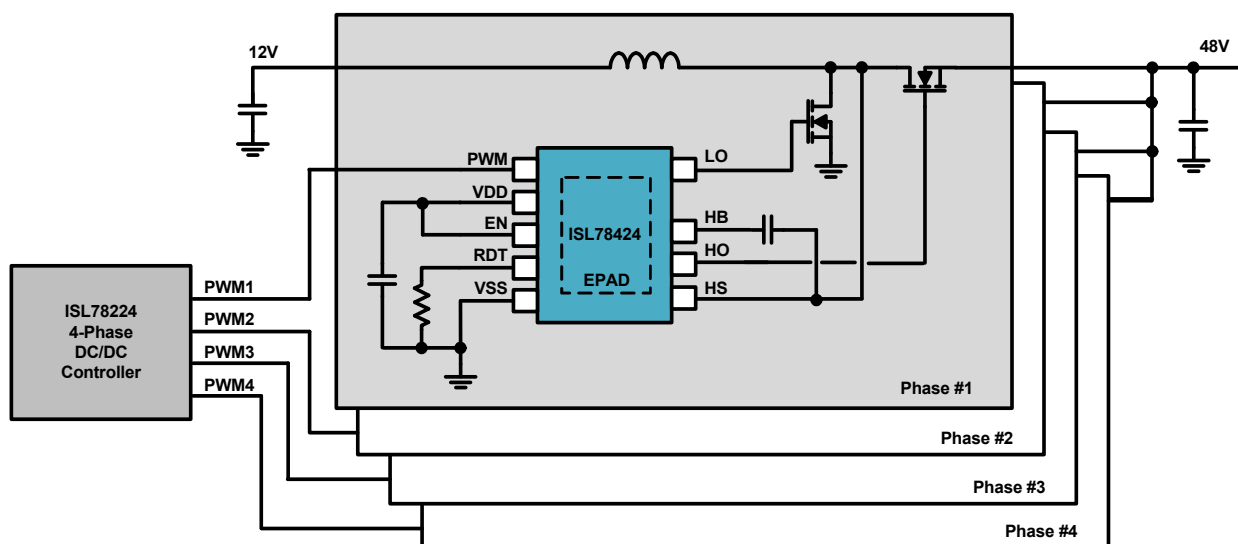 12V
48V
PWM
VDD
EN
RDT
VSS
ISL78424
EPAD
LO
HB
HO
HS
ISL78224
4-Phase
DC/DC
Controller
PWM1
PWM2
PWM3
PWM4
Phase #1
Phase #2
Phase #3
Phase #4